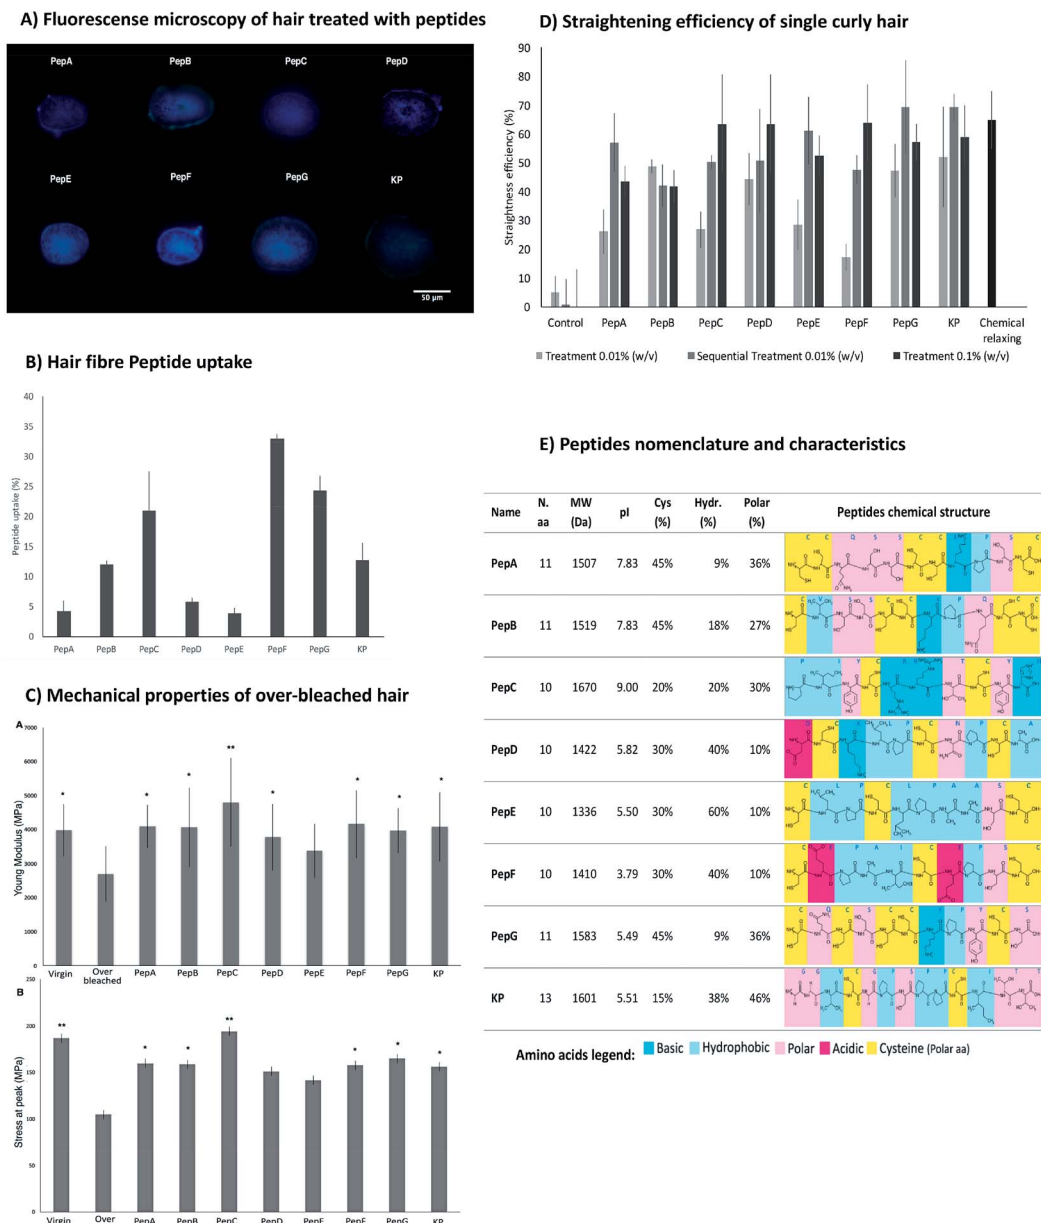 A) Fluorescense microscopy of hair treated with peptides
PepA PepB PepC PepD
PepE PepF PepG KP
50 µm
B) Hair fibre Peptide uptake
40
35
30
25
20
15
10
5
0
Peptide uptake (%)
PepA PepB PepC PepD PepE PepF PepG KP
C) Mechanical properties of over-bleached hair
A
7000
6000
5000
4000
3000
2000
1000
0
Young Modulus (MPa)
* * * ** * * * *
Virgin Over bleached PepA PepB PepC PepD PepE PepF PepG KP
B
250
200
150
100
50
0
Stress at peak (MPa)
** * * ** * * *
Virgin Over PepA PepB PepC PepD PepE PepF PepG KP
D) Straightening efficiency of single curly hair
90
80
70
60
50
40
30
20
10
0
Straightness efficiency (%)
Control PepA PepB PepC PepD PepE PepF PepG KP Chemical
relaxing
Treatment 0.01% (w/v) Sequential Treatment 0.01% (w/v) Treatment 0.1% (w/v)
E) Peptides nomenclature and characteristics
Name N. aa MW (Da) pI Cys (%) Hydr. (%) Polar (%) Peptides chemical structure
PepA 11 1507 7.83 45% 9% 36%
PepB 11 1519 7.83 45% 18% 27%
PepC 10 1670 9.00 20% 20% 30%
PepD 10 1422 5.82 30% 40% 10%
PepE 10 1336 5.50 30% 60% 10%
PepF 10 1410 3.79 30% 40% 10%
PepG 11 1583 5.49 45% 9% 36%
KP 13 1601 5.51 15% 38% 46%
Amino acids legend: Basic Hydrophobic Polar Acidic Cysteine (Polar aa)